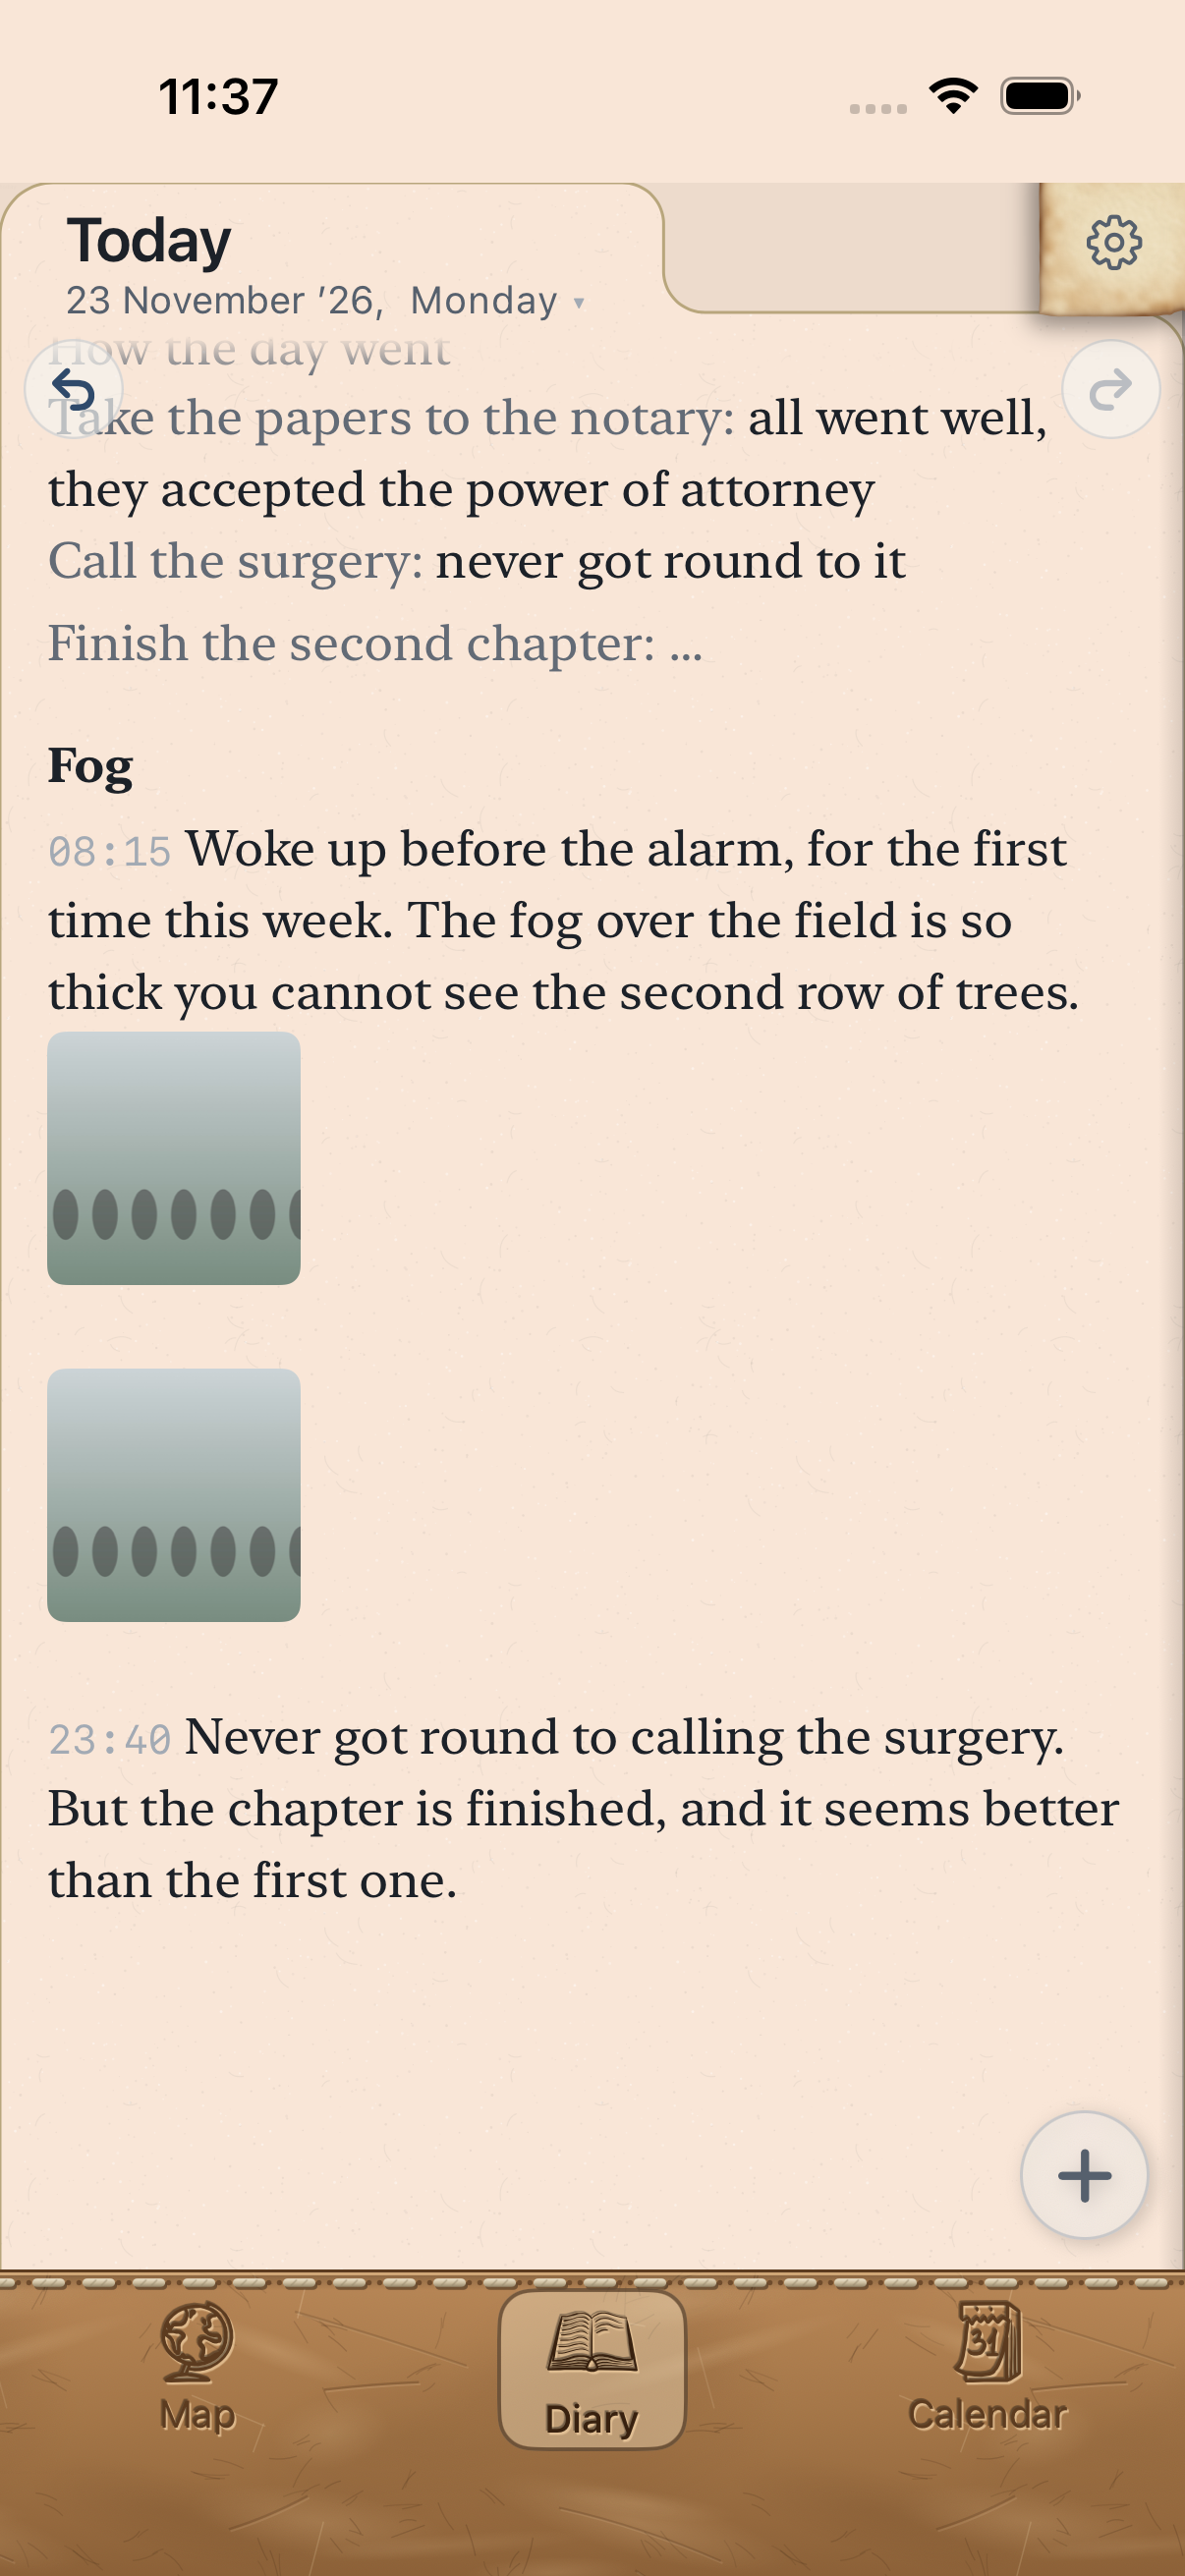 11:37
Today
23 November ’26, Monday ▾
How the day went
Take the papers to the notary: all went well,
they accepted the power of attorney
Call the surgery: never got round to it
Finish the second chapter: ...
Fog
08:15 Woke up before the alarm, for the first
time this week. The fog over the field is so
thick you cannot see the second row of trees.
23:40 Never got round to calling the surgery.
But the chapter is finished, and it seems better
than the first one.
31
Map
Diary
Calendar